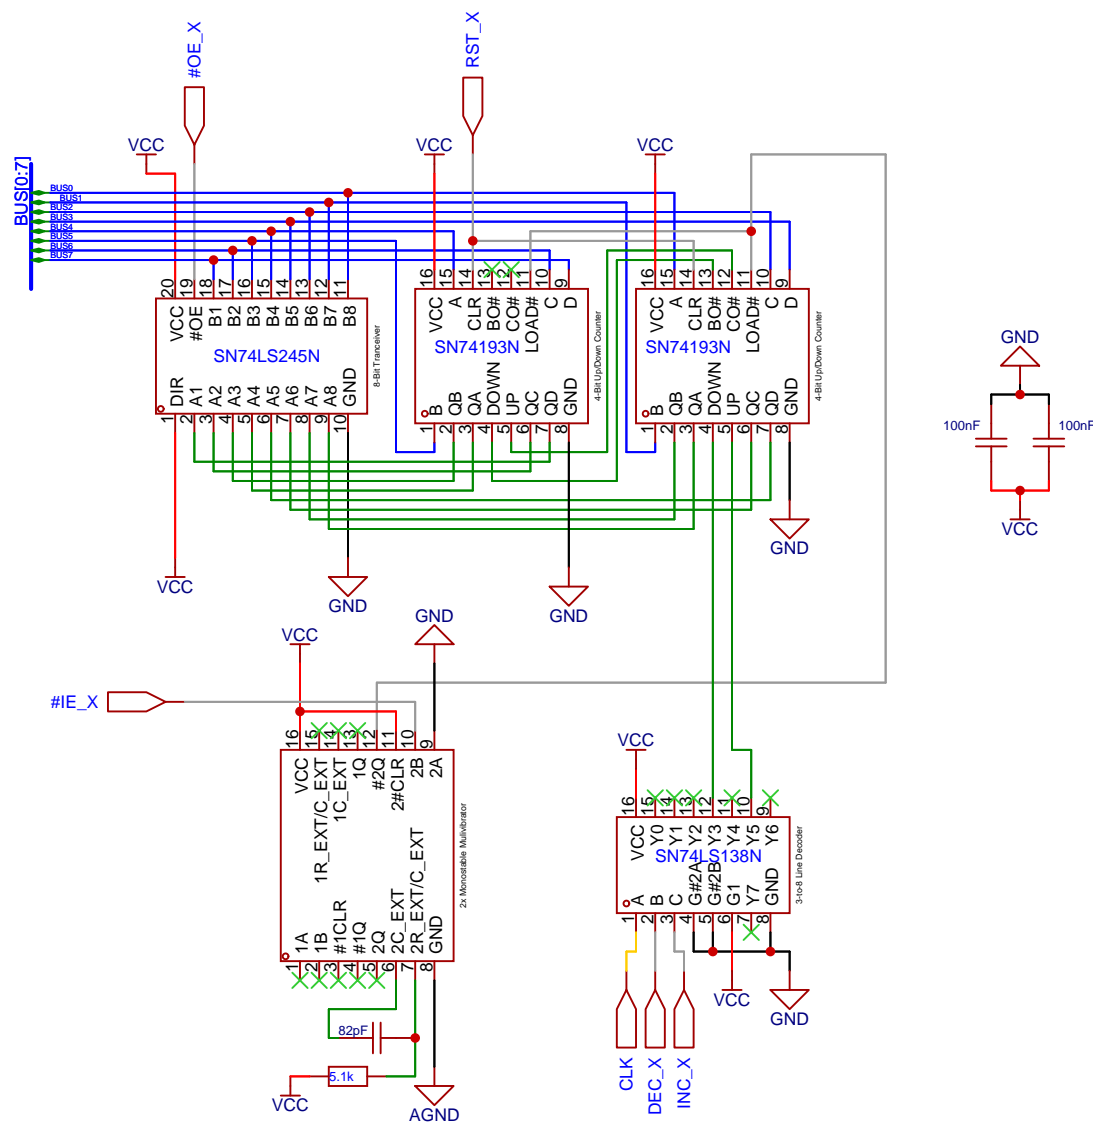 #OE_X
RST_X
VCC
VCC
VCC
BUS[0:7]
BUS0
BUS1
BUS2
BUS3
BUS4
BUS5
BUS6
BUS7
20 19 18 17 16 15 14 13 12 11
VCC #OE B1 B2 B3 B4 B5 B6 B7 B8
SN74LS245N
8-Bit Tranceiver
DIR A1 A2 A3 A4 A5 A6 A7 A8 GND
1 2 3 4 5 6 7 8 9 10
16 15 14 13 12 11 10 9
VCC A CLR BO# CO# LOAD# C D
SN74193N
4-Bit Up/Down Counter
B QB QA DOWN UP QC QD GND
1 2 3 4 5 6 7 8
16 15 14 13 12 11 10 9
VCC A CLR BO# CO# LOAD# C D
SN74193N
4-Bit Up/Down Counter
B QB QA DOWN UP QC QD GND
1 2 3 4 5 6 7 8
GND
100nF
100nF
VCC
VCC
GND
GND
GND
GND
VCC
#IE_X
16 15 14 13 12 11 10 9
VCC 1R_EXT/C_EXT 1C_EXT 1Q #2Q 2#CLR 2B 2A
2x Monostable Mulivibrator
1A 1B #1CLR #1Q 2Q 2C_EXT 2R_EXT/C_EXT GND
1 2 3 4 5 6 7 8
82pF
5.1k
VCC
AGND
VCC
16 15 14 13 12 11 10 9
VCC Y0 Y1 Y2 Y3 Y4 Y5 Y6
SN74LS138N
3-to-8 Line Decoder
A B C G#2A G#2B G1 Y7 GND
1 2 3 4 5 6 7 8
VCC
GND
CLK
DEC_X
INC_X